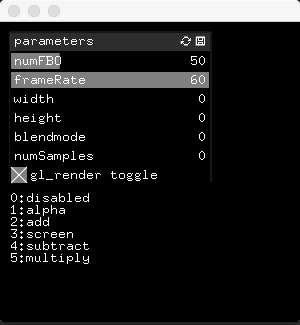 parameters
numFBO 50
frameRate 60
width 0
height 0
blendmode 0
numSamples 0
gl_render toggle
0:disabled
1:alpha
2:add
3:screen
4:subtract
5:multiply